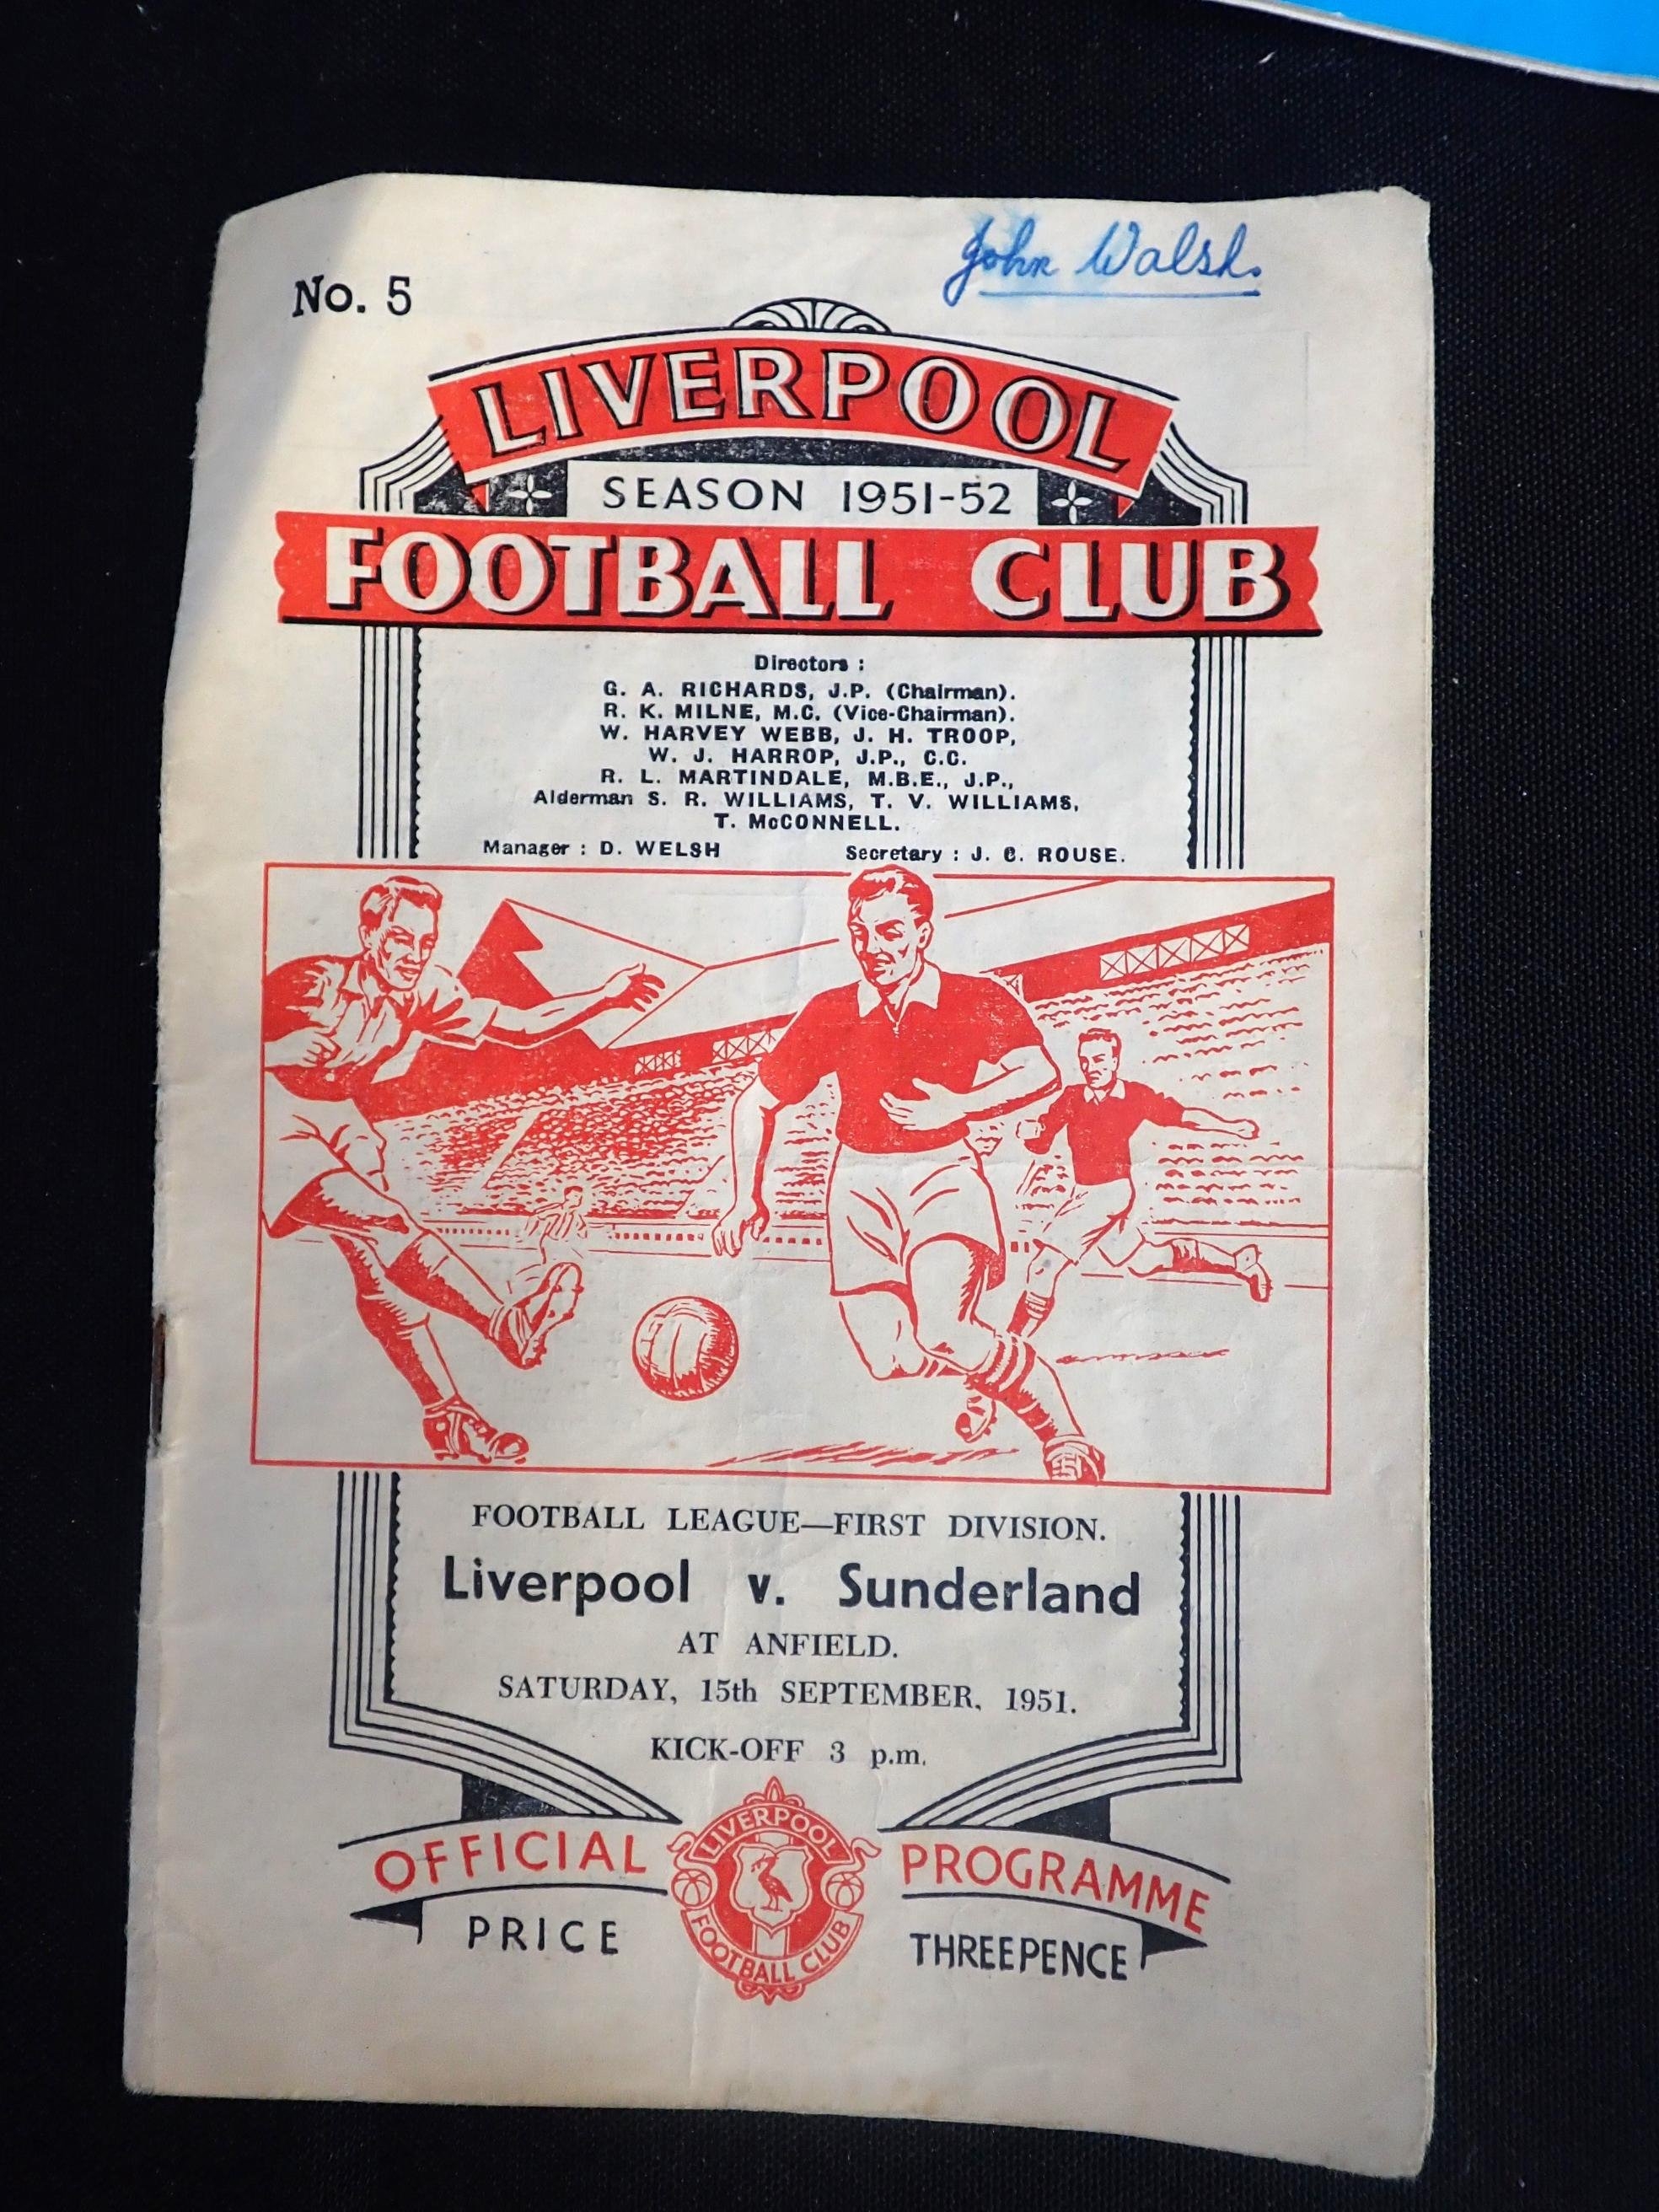 John Walsh.
No. 5
LIVERPOOL
SEASON 1951-52
FOOTBALL CLUB
Directors :
G. A. RICHARDS, J.P. (Chairman).
R. K. MILNE, M.C. (Vice-Chairman).
W. HARVEY WEBB, J. H. TROOP,
W. J. HARROP, J.P., C.C.
R. L. MARTINDALE, M.B.E., J.P.,
Alderman S. R. WILLIAMS, T. V. WILLIAMS,
T. McCONNELL.
Manager : D. WELSH Secretary : J. C. ROUSE.
FOOTBALL LEAGUE—FIRST DIVISION.
Liverpool v. Sunderland
AT ANFIELD.
SATURDAY, 15th SEPTEMBER, 1951.
KICK-OFF 3 p.m.
OFFICIAL PROGRAMME
LIVERPOOL
FOOTBALL CLUB
PRICE THREEPENCE